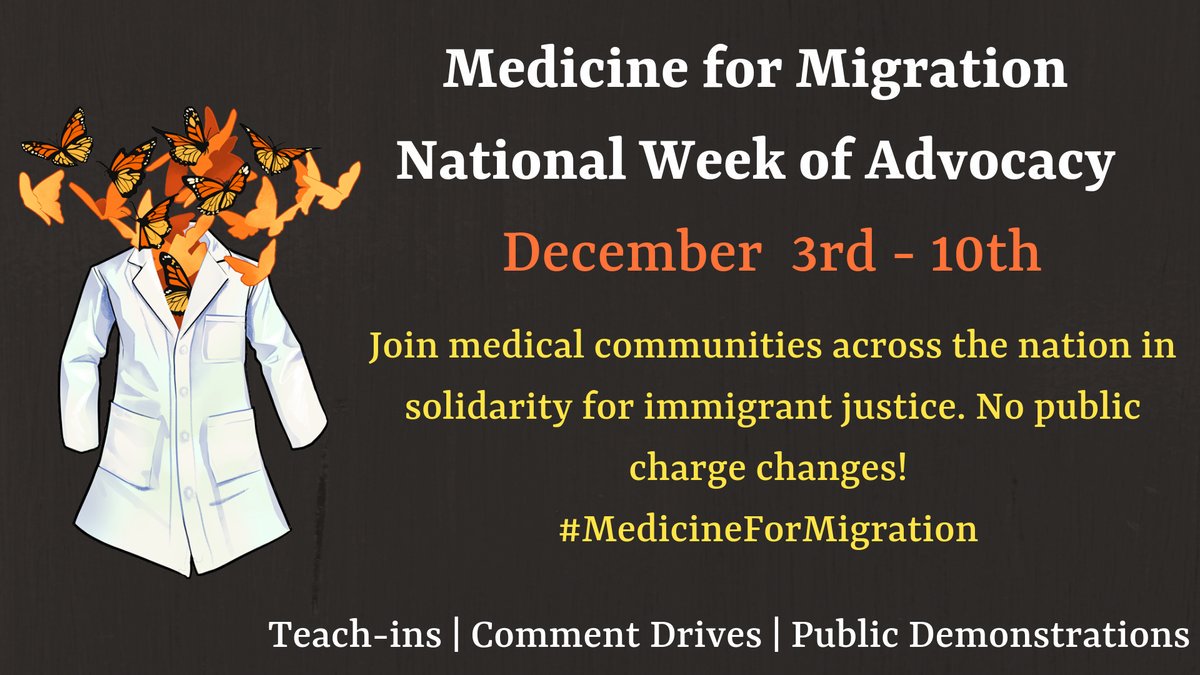 Medicine for Migration
National Week of Advocacy
December 3rd - 10th
Join medical communities across the nation in
solidarity for immigrant justice. No public
charge changes!
#MedicineForMigration
Teach-ins | Comment Drives | Public Demonstrations